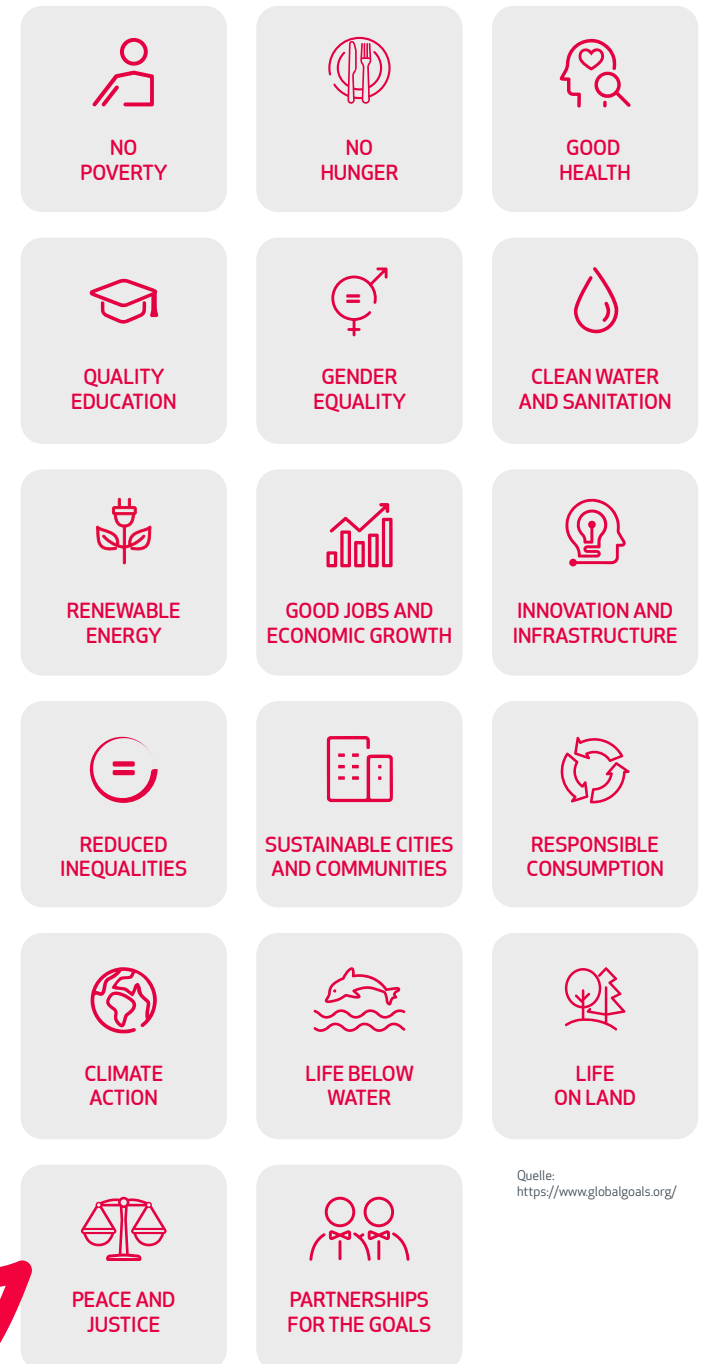 NO
POVERTY
NO
HUNGER
GOOD
HEALTH
QUALITY
EDUCATION
GENDER
EQUALITY
CLEAN WATER
AND SANITATION
RENEWABLE
ENERGY
GOOD JOBS AND
ECONOMIC GROWTH
INNOVATION AND
INFRASTRUCTURE
REDUCED
INEQUALITIES
SUSTAINABLE CITIES
AND COMMUNITIES
RESPONSIBLE
CONSUMPTION
CLIMATE
ACTION
LIFE BELOW
WATER
LIFE
ON LAND
Quelle:
https://www.globalgoals.org/
PEACE AND
JUSTICE
PARTNERSHIPS
FOR THE GOALS